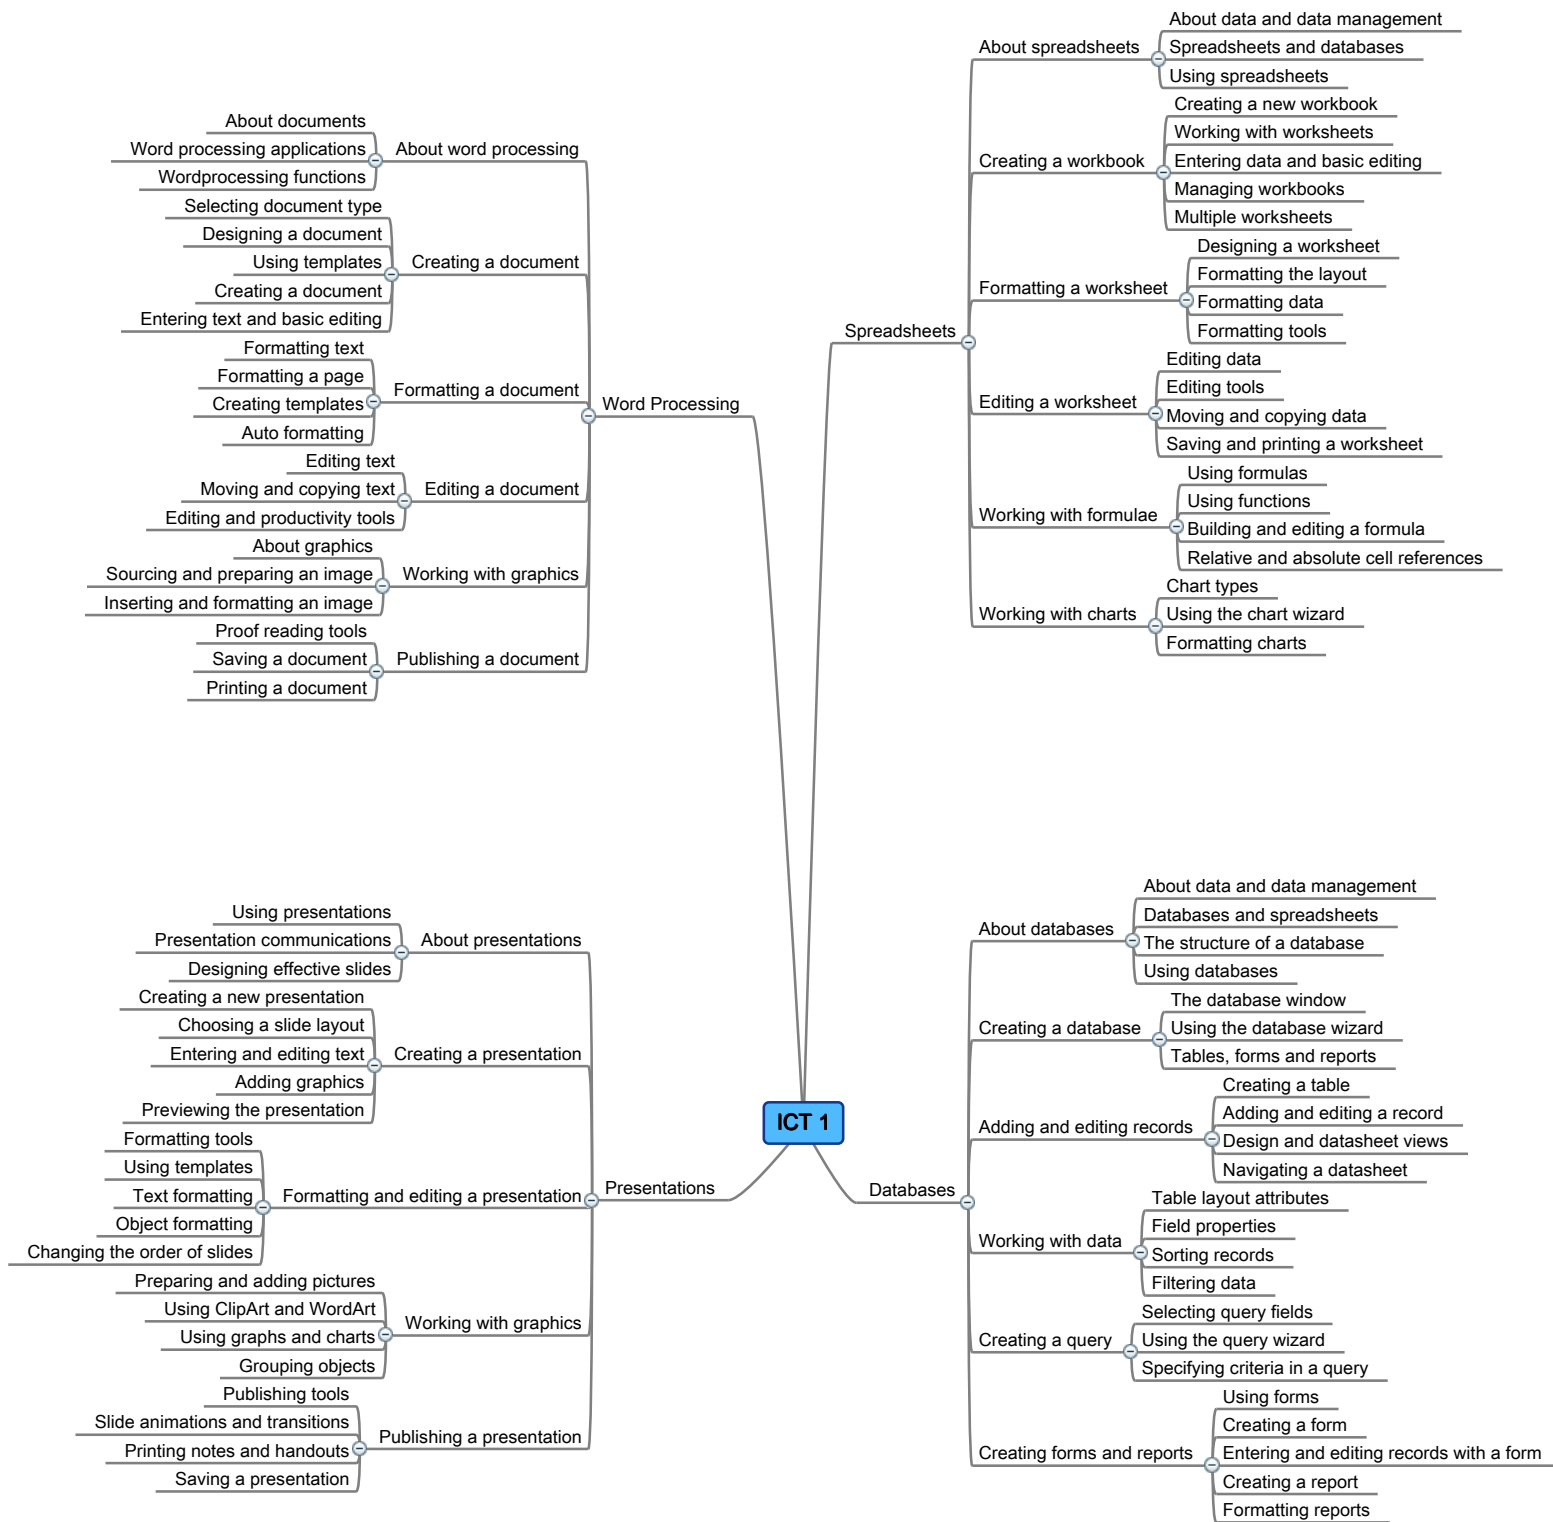 ICT 1
Word Processing
About word processing
About documents
Word processing applications
Wordprocessing functions
Creating a document
Selecting document type
Designing a document
Using templates
Creating a document
Entering text and basic editing
Formatting a document
Formatting text
Formatting a page
Creating templates
Auto formatting
Editing a document
Editing text
Moving and copying text
Editing and productivity tools
Working with graphics
About graphics
Sourcing and preparing an image
Inserting and formatting an image
Publishing a document
Proof reading tools
Saving a document
Printing a document
Spreadsheets
About spreadsheets
About data and data management
Spreadsheets and databases
Using spreadsheets
Creating a workbook
Creating a new workbook
Working with worksheets
Entering data and basic editing
Managing workbooks
Multiple worksheets
Formatting a worksheet
Designing a worksheet
Formatting the layout
Formatting data
Formatting tools
Editing a worksheet
Editing data
Editing tools
Moving and copying data
Saving and printing a worksheet
Working with formulae
Using formulas
Using functions
Building and editing a formula
Relative and absolute cell references
Working with charts
Chart types
Using the chart wizard
Formatting charts
Presentations
About presentations
Using presentations
Presentation communications
Designing effective slides
Creating a presentation
Creating a new presentation
Choosing a slide layout
Entering and editing text
Adding graphics
Previewing the presentation
Formatting and editing a presentation
Formatting tools
Using templates
Text formatting
Object formatting
Changing the order of slides
Working with graphics
Preparing and adding pictures
Using ClipArt and WordArt
Using graphs and charts
Grouping objects
Publishing a presentation
Publishing tools
Slide animations and transitions
Printing notes and handouts
Saving a presentation
Databases
About databases
About data and data management
Databases and spreadsheets
The structure of a database
Using databases
Creating a database
The database window
Using the database wizard
Tables, forms and reports
Adding and editing records
Creating a table
Adding and editing a record
Design and datasheet views
Navigating a datasheet
Working with data
Table layout attributes
Field properties
Sorting records
Filtering data
Creating a query
Selecting query fields
Using the query wizard
Specifying criteria in a query
Creating forms and reports
Using forms
Creating a form
Entering and editing records with a form
Creating a report
Formatting reports